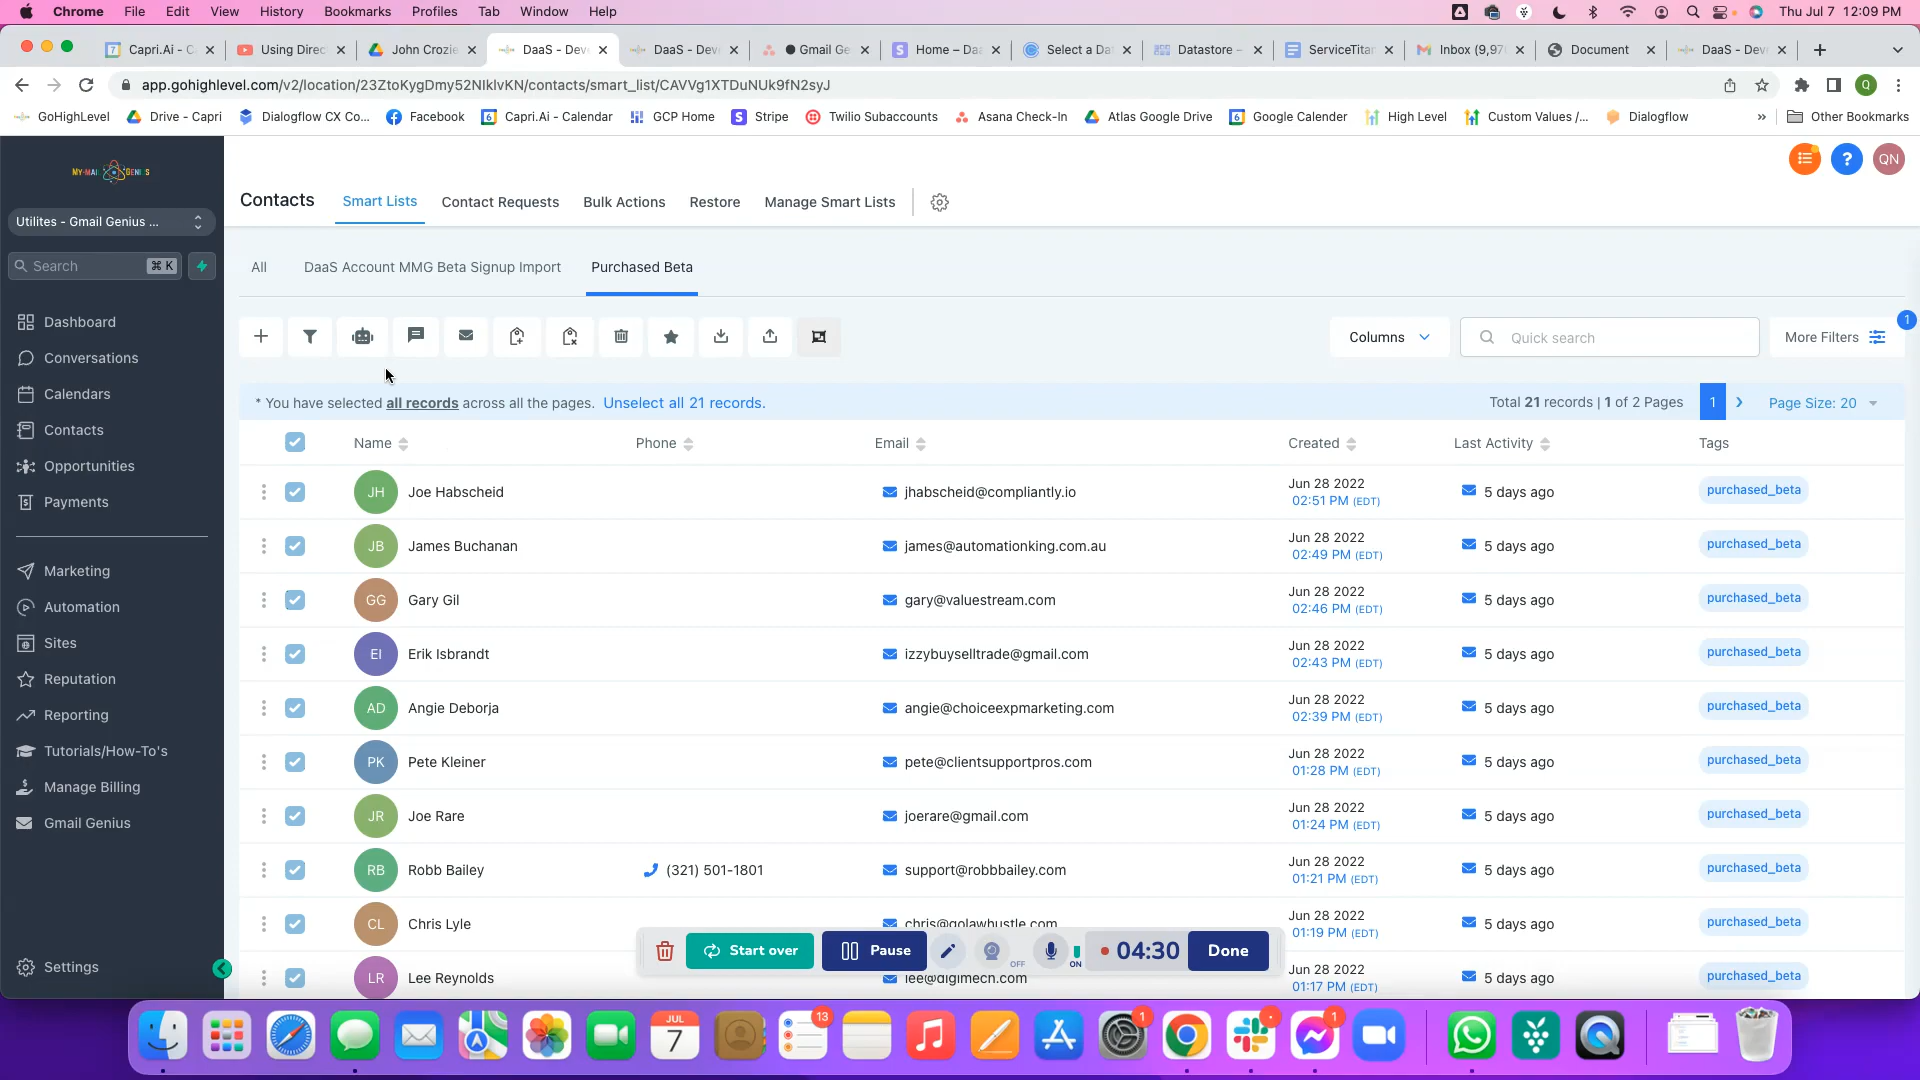 Chrome File Edit View History Bookmarks Profiles Tab Window Help Thu Jul 7 12:09 PM
Capri.Ai - C Using Direc John Crozie DaaS - Deve DaaS - Dev Gmail Ge Home – Daa Select a Da Datastore – ServiceTitan Inbox (9,97 Document DaaS - Dev
app.gohighlevel.com/v2/location/23ZtoKygDmy52NIklvKN/contacts/smart_list/CAVVg1XTDuNUk9fN2syJ Q
GoHighLevel Drive - Capri Dialogflow CX Co... Facebook Capri.Ai - Calendar GCP Home Stripe Twilio Subaccounts Asana Check-In Atlas Google Drive Google Calendar High Level Custom Values /... Dialogflow » Other Bookmarks
MY-MAIL GENIUS
? QN
Utilites - Gmail Genius ...
Search ⌘ K
Dashboard
Conversations
Calendars
Contacts
Opportunities
Payments
Marketing
Automation
Sites
Reputation
Reporting
Tutorials/How-To's
Manage Billing
Gmail Genius
Settings
Contacts Smart Lists Contact Requests Bulk Actions Restore Manage Smart Lists
All DaaS Account MMG Beta Signup Import Purchased Beta
Columns Quick search More Filters 1
* You have selected all records across all the pages. Unselect all 21 records. Total 21 records | 1 of 2 Pages 1 Page Size: 20
Name Phone Email Created Last Activity Tags
JH Joe Habscheid jhabscheid@compliantly.io Jun 28 2022 02:51 PM (EDT) 5 days ago purchased_beta
JB James Buchanan james@automationking.com.au Jun 28 2022 02:49 PM (EDT) 5 days ago purchased_beta
GG Gary Gil gary@valuestream.com Jun 28 2022 02:46 PM (EDT) 5 days ago purchased_beta
EI Erik Isbrandt izzybuyselltrade@gmail.com Jun 28 2022 02:43 PM (EDT) 5 days ago purchased_beta
AD Angie Deborja angie@choiceexpmarketing.com Jun 28 2022 02:39 PM (EDT) 5 days ago purchased_beta
PK Pete Kleiner pete@clientsupportpros.com Jun 28 2022 01:28 PM (EDT) 5 days ago purchased_beta
JR Joe Rare joerare@gmail.com Jun 28 2022 01:24 PM (EDT) 5 days ago purchased_beta
RB Robb Bailey (321) 501-1801 support@robbbailey.com Jun 28 2022 01:21 PM (EDT) 5 days ago purchased_beta
CL Chris Lyle chris@golawhustle.com Jun 28 2022 01:19 PM (EDT) 5 days ago purchased_beta
LR Lee Reynolds lee@digimech.com Jun 28 2022 01:17 PM (EDT) 5 days ago purchased_beta
Start over Pause OFF ON 04:30 Done
JUL 7 13 1 1